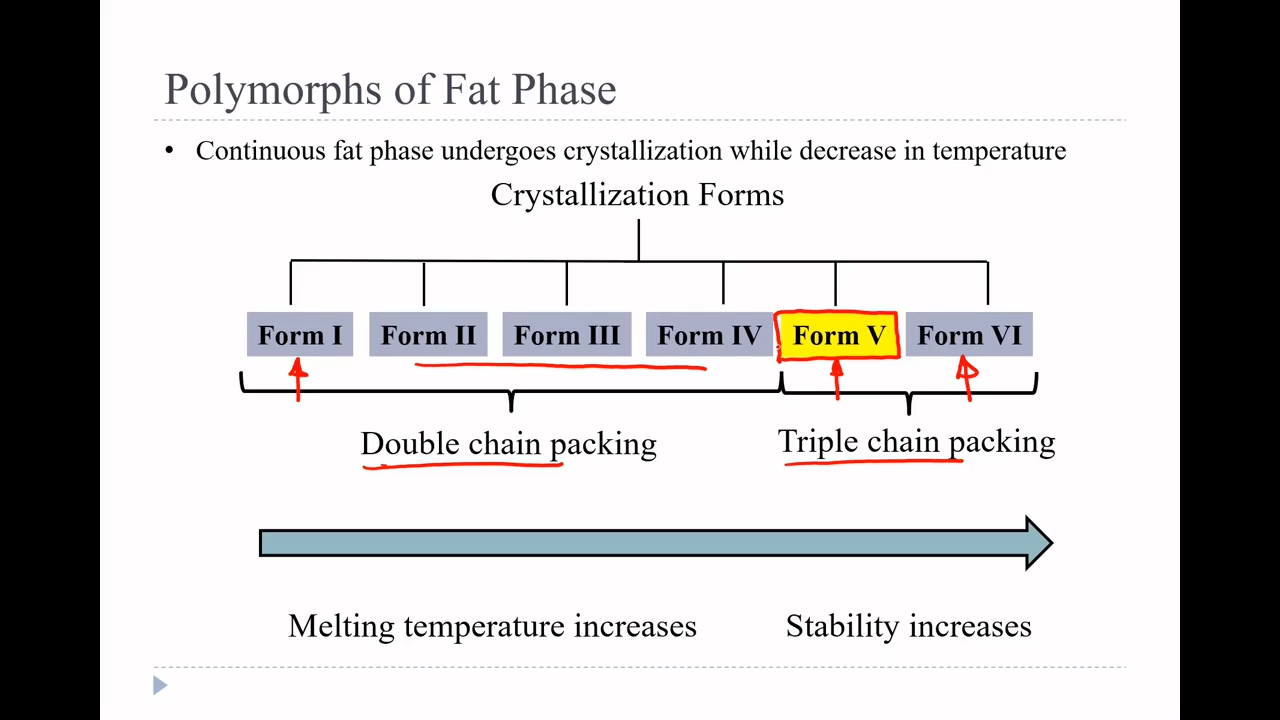 Polymorphs of Fat Phase
• Continuous fat phase undergoes crystallization while decrease in temperature
Crystallization Forms
Form I Form II Form III Form IV Form V Form VI
Double chain packing Triple chain packing
Melting temperature increases Stability increases